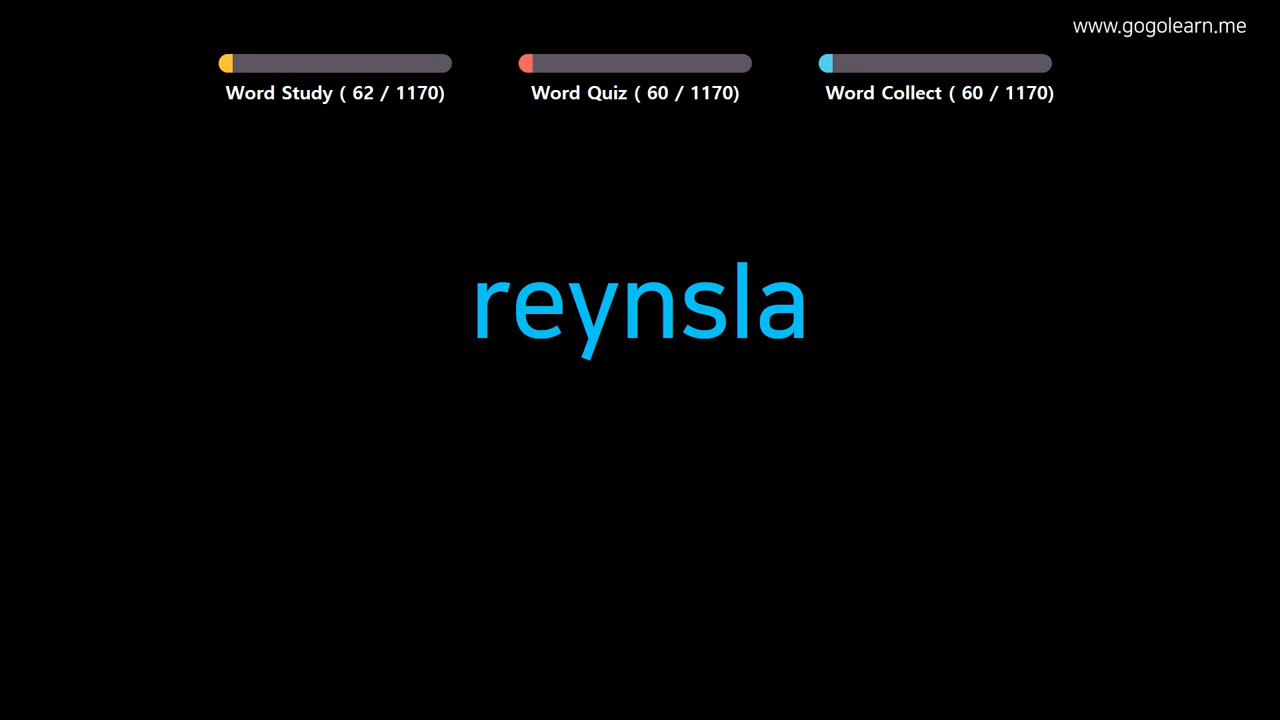 www.gogolearn.me
Word Study ( 62 / 1170)
Word Quiz ( 60 / 1170)
Word Collect ( 60 / 1170)
reynsla